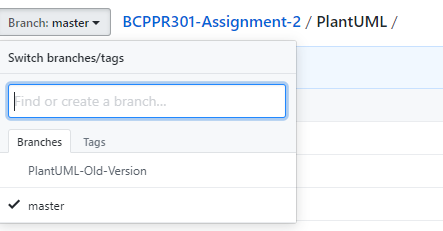 Branch: master BCPPR301-Assignment-2 / PlantUML /
Switch branches/tags
Find or create a branch...
Branches Tags
PlantUML-Old-Version
master